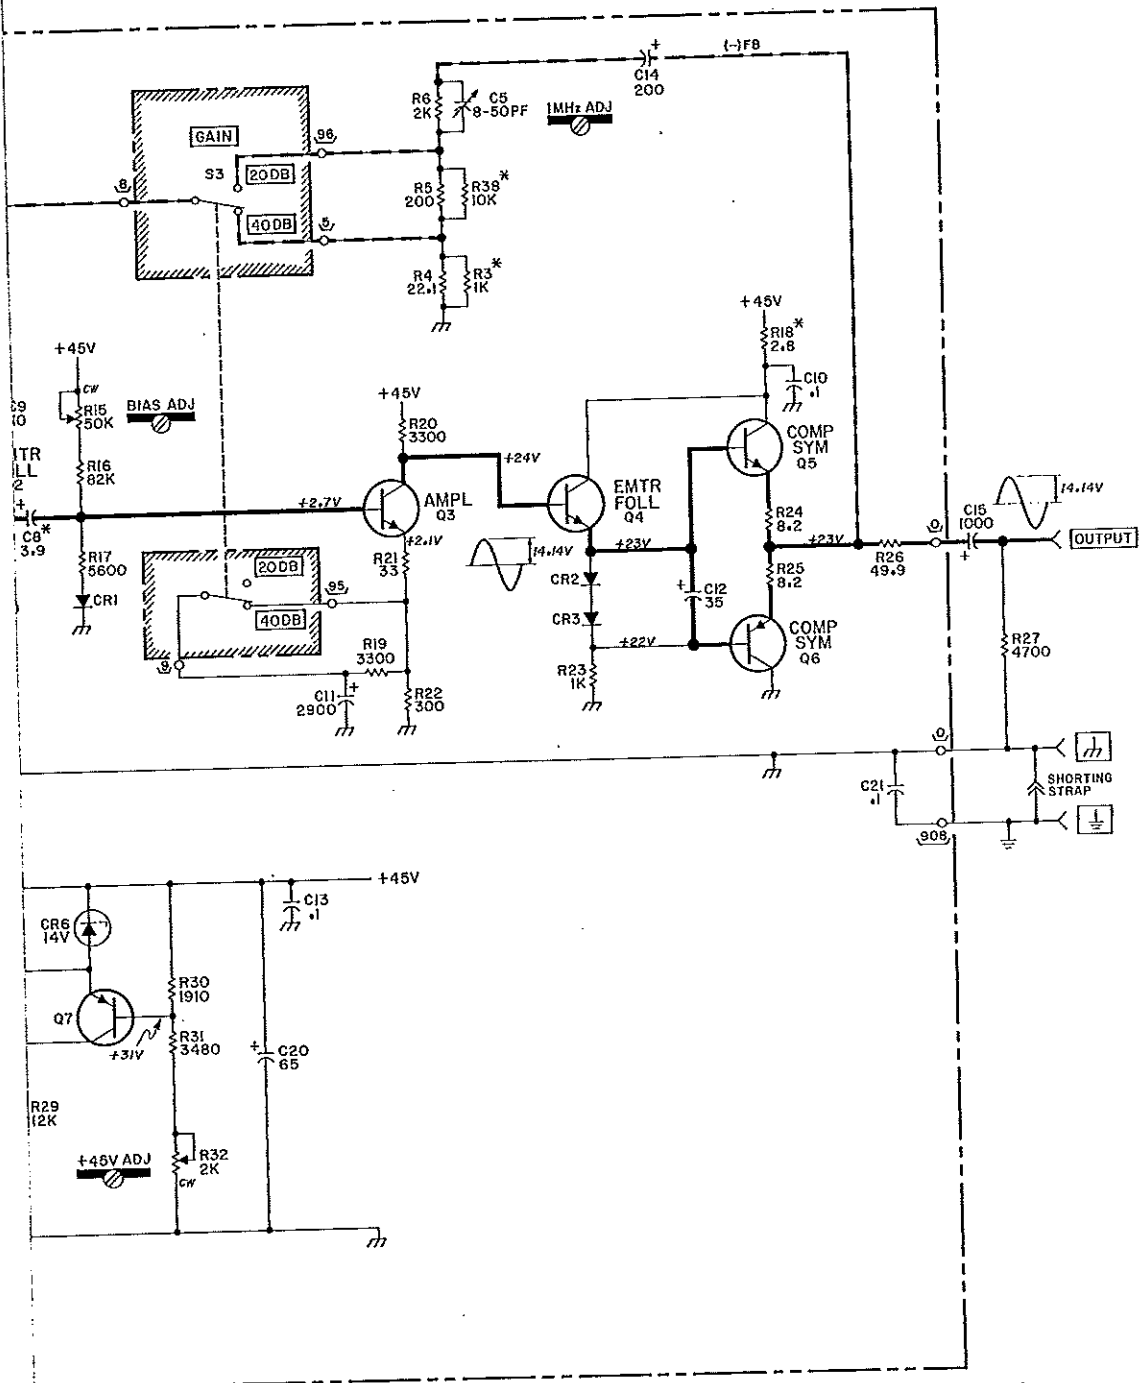 (-)FB
+
C14
200
R6
2K
C5
8-50PF
1MHz ADJ
GAIN
S3
20DB
40DB
96
8
5
R5
200
R38*
10K
R4
22.1
R3*
1K
+45V
R18*
2.8
C10
.1
+45V
CW
R15
50K
BIAS ADJ
R16
82K
+45V
R20
3300
+24V
+2.7V
AMPL
Q3
+2.1V
EMTR
FOLL
Q4
COMP
SYM
Q5
+
C8*
3.9
R17
5600
CR1
20DB
40DB
95
9
R21
33
R19
3300
C11
2900
+
R22
300
14.14V
+23V
CR2
CR3
+
C12
35
+22V
R23
1K
R24
8.2
+23V
R25
8.2
COMP
SYM
Q6
R26
49.9
0
C15
1000
+
14.14V
OUTPUT
R27
4700
0
C21
.1
908
SHORTING
STRAP
+45V
C13
.1
CR6
14V
Q7
+31V
R30
1910
R31
3480
+
C20
65
R29
12K
+45V ADJ
R32
2K
CW